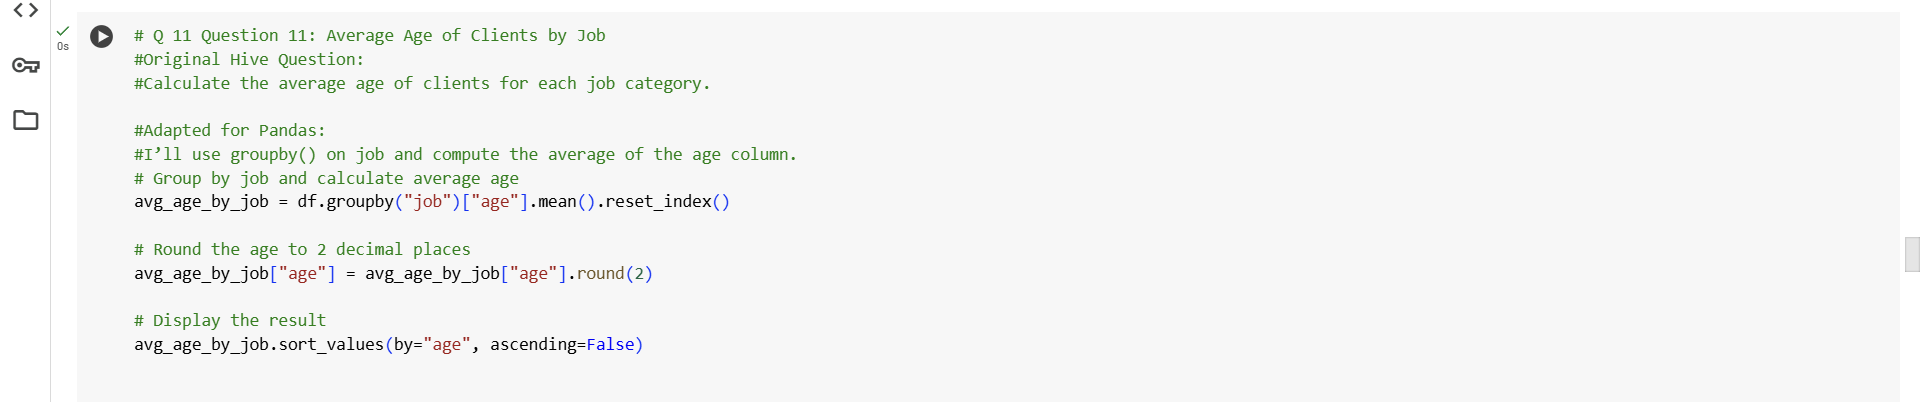 # Q 11 Question 11: Average Age of Clients by Job
0s
#Original Hive Question:
#Calculate the average age of clients for each job category.
#Adapted for Pandas:
#I’ll use groupby() on job and compute the average of the age column.
# Group by job and calculate average age
avg_age_by_job = df.groupby("job")["age"].mean().reset_index()
# Round the age to 2 decimal places
avg_age_by_job["age"] = avg_age_by_job["age"].round(2)
# Display the result
avg_age_by_job.sort_values(by="age", ascending=False)